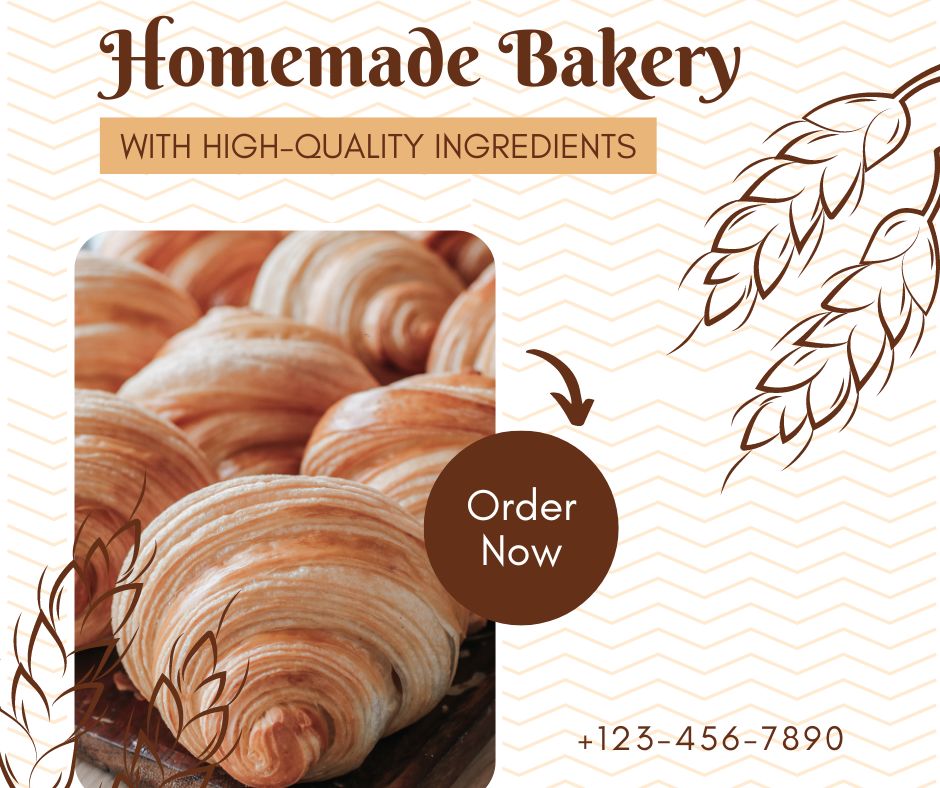 Homemade Bakery
WITH HIGH-QUALITY INGREDIENTS
Order
Now
+123-456-7890